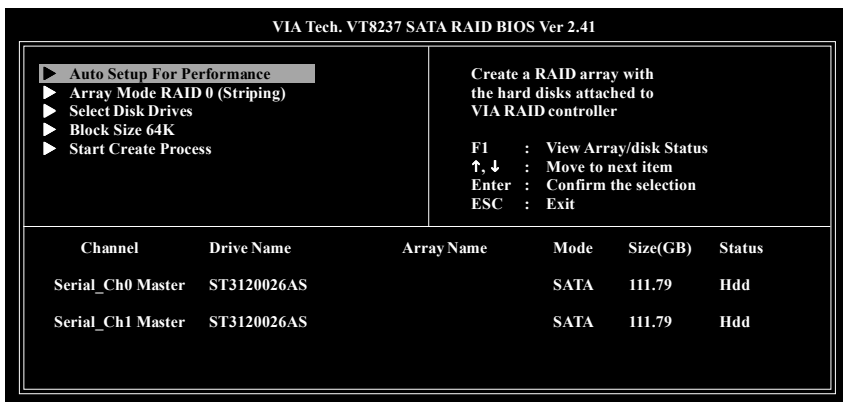 VIA Tech. VT8237 SATA RAID BIOS Ver 2.41
Auto Setup For Performance
Array Mode RAID 0 (Striping)
Select Disk Drives
Block Size 64K
Start Create Process
Create a RAID array with
the hard disks attached to
VIA RAID controller
F1 : View Array/disk Status
↑, ↓ : Move to next item
Enter : Confirm the selection
ESC : Exit
Channel Drive Name Array Name Mode Size(GB) Status
Serial_Ch0 Master ST3120026AS SATA 111.79 Hdd
Serial_Ch1 Master ST3120026AS SATA 111.79 Hdd